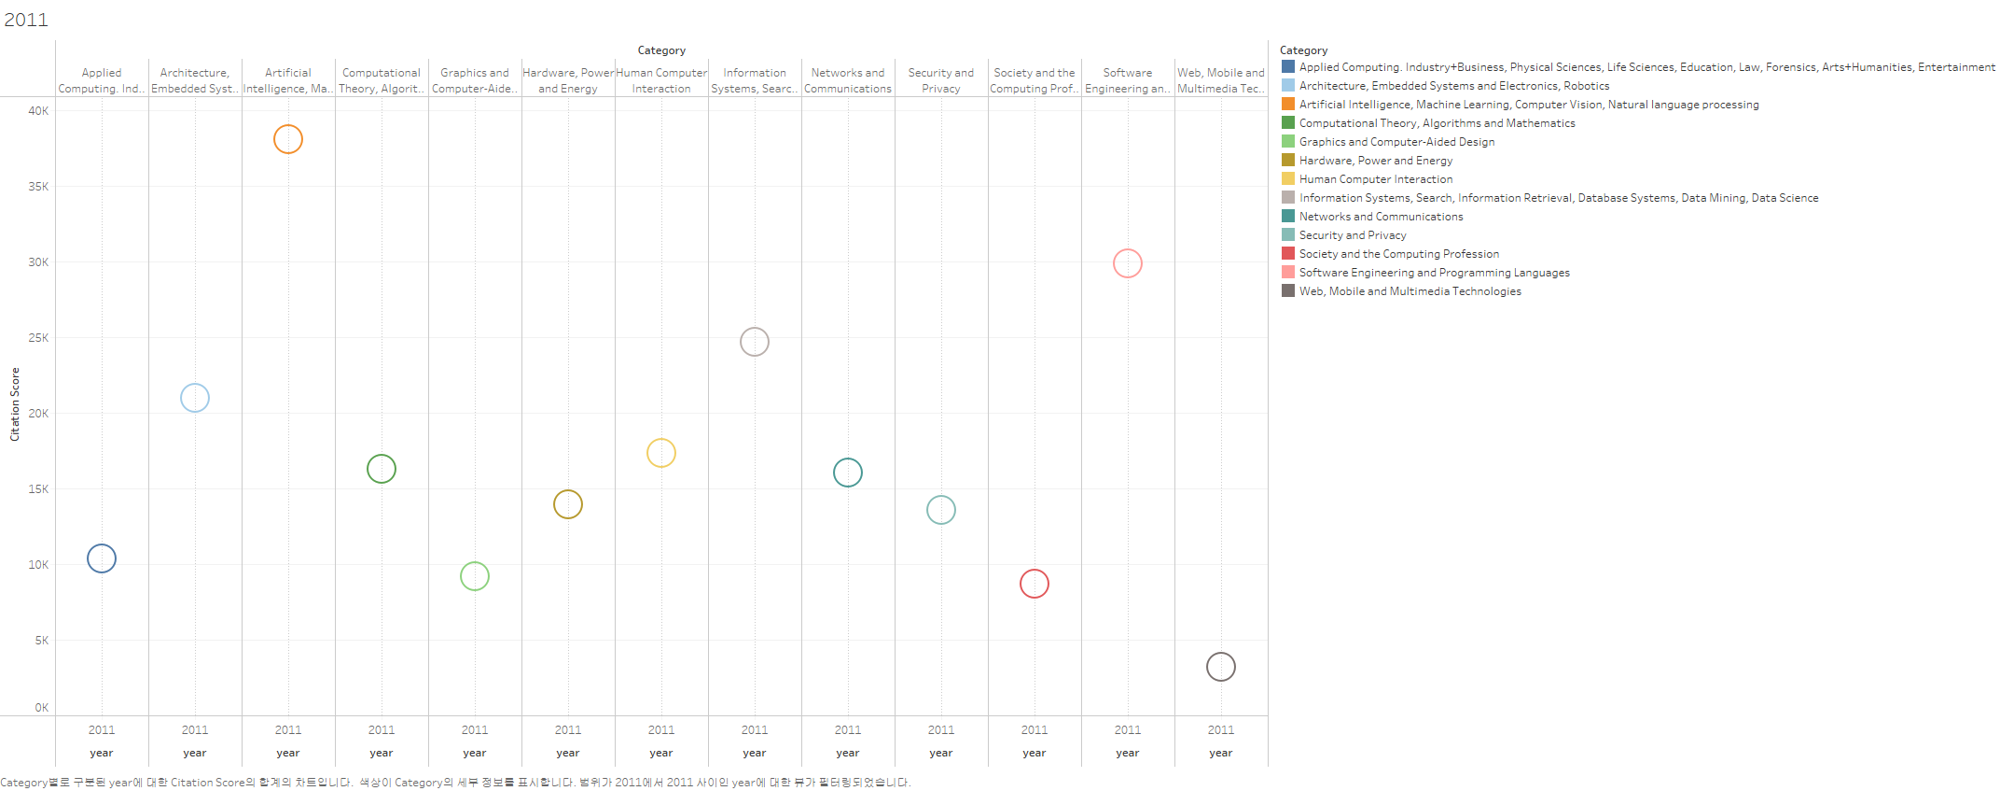 2011
Category
Applied Computing. Ind..
Architecture, Embedded Syst..
Artificial Intelligence, Ma..
Computational Theory, Algorit..
Graphics and Computer-Aide..
Hardware, Power and Energy
Human Computer Interaction
Information Systems, Searc..
Networks and Communications
Security and Privacy
Society and the Computing Prof..
Software Engineering an..
Web, Mobile and Multimedia Tec..
Citation Score
40K
35K
30K
25K
20K
15K
10K
5K
0K
2011 2011 2011 2011 2011 2011 2011 2011 2011 2011 2011 2011 2011
year year year year year year year year year year year year year
Category
Applied Computing. Industry+Business, Physical Sciences, Life Sciences, Education, Law, Forensics, Arts+Humanities, Entertainment
Architecture, Embedded Systems and Electronics, Robotics
Artificial Intelligence, Machine Learning, Computer Vision, Natural language processing
Computational Theory, Algorithms and Mathematics
Graphics and Computer-Aided Design
Hardware, Power and Energy
Human Computer Interaction
Information Systems, Search, Information Retrieval, Database Systems, Data Mining, Data Science
Networks and Communications
Security and Privacy
Society and the Computing Profession
Software Engineering and Programming Languages
Web, Mobile and Multimedia Technologies
Category별로 구분된 year에 대한 Citation Score의 합계의 차트입니다. 색상이 Category의 세부 정보를 표시합니다. 범위가 2011에서 2011 사이인 year에 대한 뷰가 필터링되었습니다.